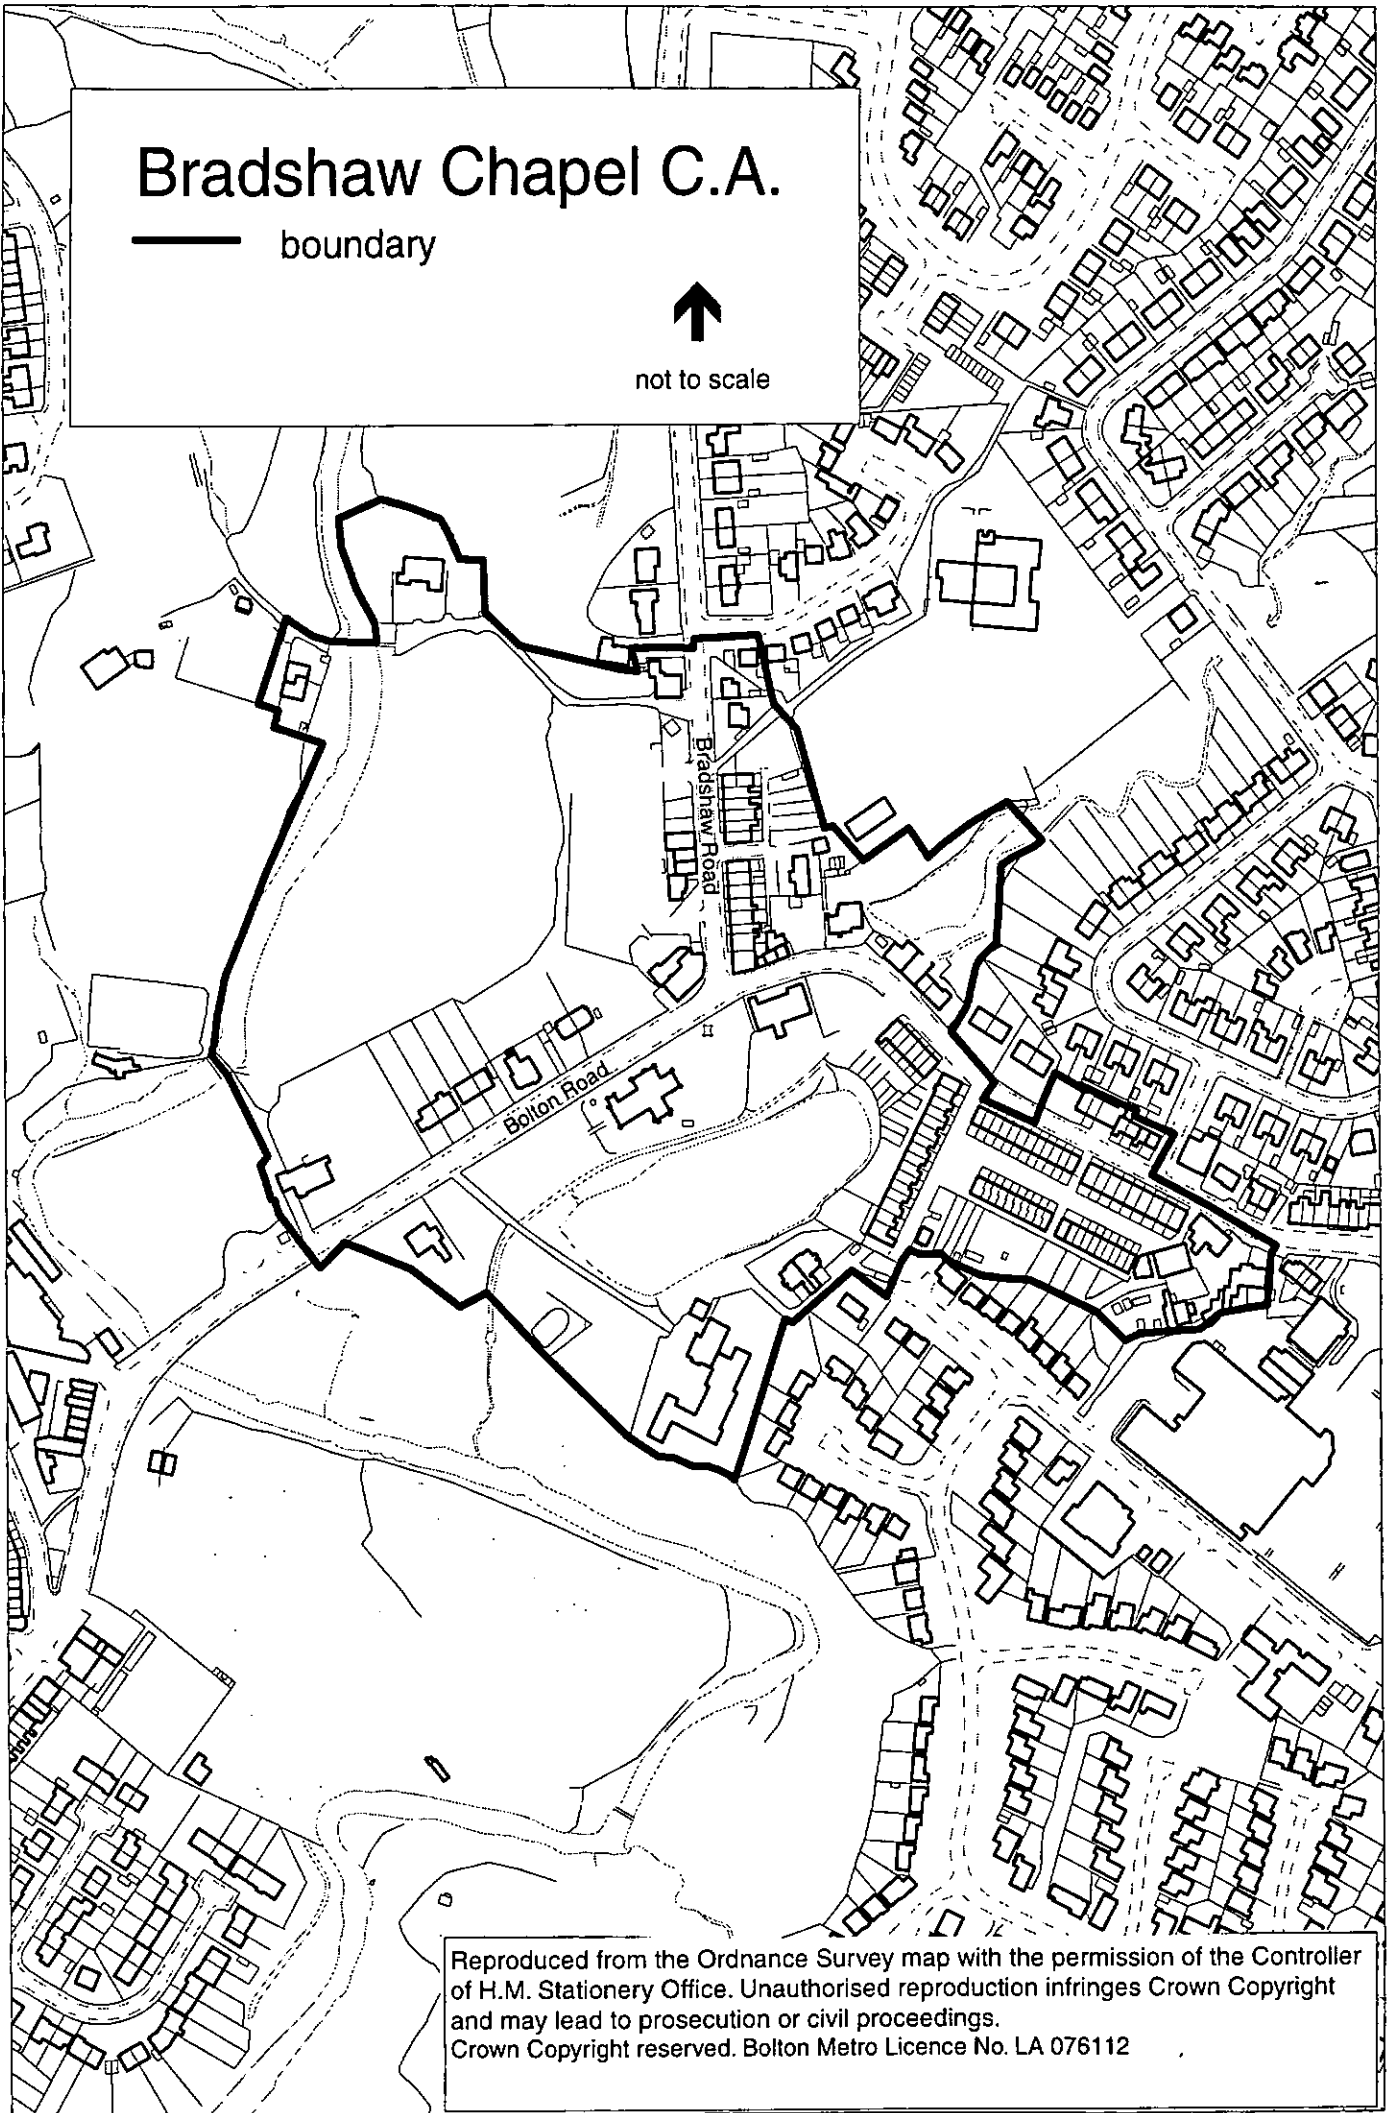 Bradshaw Chapel C.A.
boundary
not to scale
Bradshaw Road
Bolton Road
Reproduced from the Ordnance Survey map with the permission of the Controller
of H.M. Stationery Office. Unauthorised reproduction infringes Crown Copyright
and may lead to prosecution or civil proceedings.
Crown Copyright reserved. Bolton Metro Licence No. LA 076112